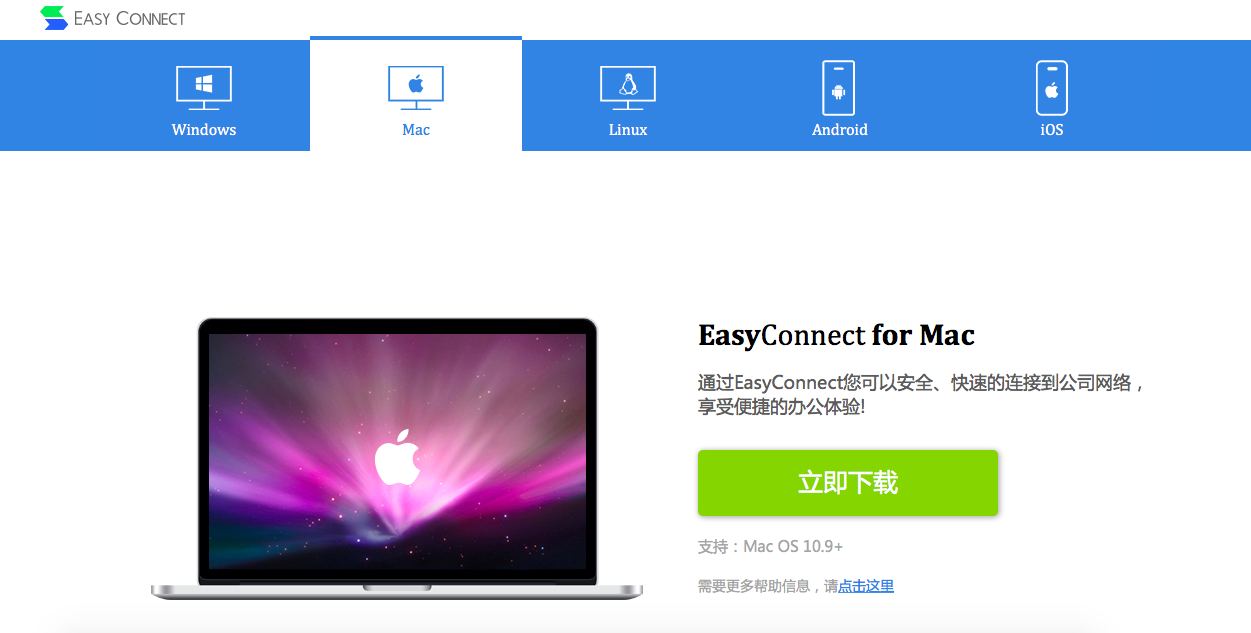 EASY CONNECT
Windows
Mac
Linux
Android
iOS
EasyConnect for Mac
通过EasyConnect您可以安全、快速的连接到公司网络，
享受便捷的办公体验!
立即下载
支持：Mac OS 10.9+
需要更多帮助信息，请点击这里